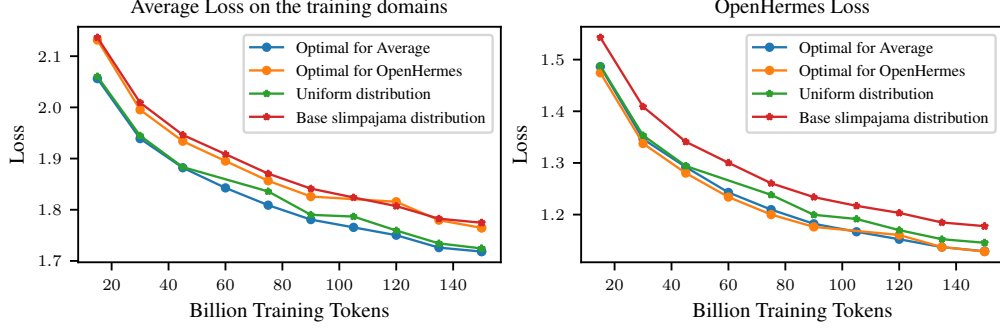 Average Loss on the training domains
2.1
2.0
1.9
1.8
1.7
Loss
Optimal for Average
Optimal for OpenHermes
Uniform distribution
Base slimpajama distribution
20 40 60 80 100 120 140
Billion Training Tokens
OpenHermes Loss
1.5
1.4
1.3
1.2
Loss
Optimal for Average
Optimal for OpenHermes
Uniform distribution
Base slimpajama distribution
20 40 60 80 100 120 140
Billion Training Tokens